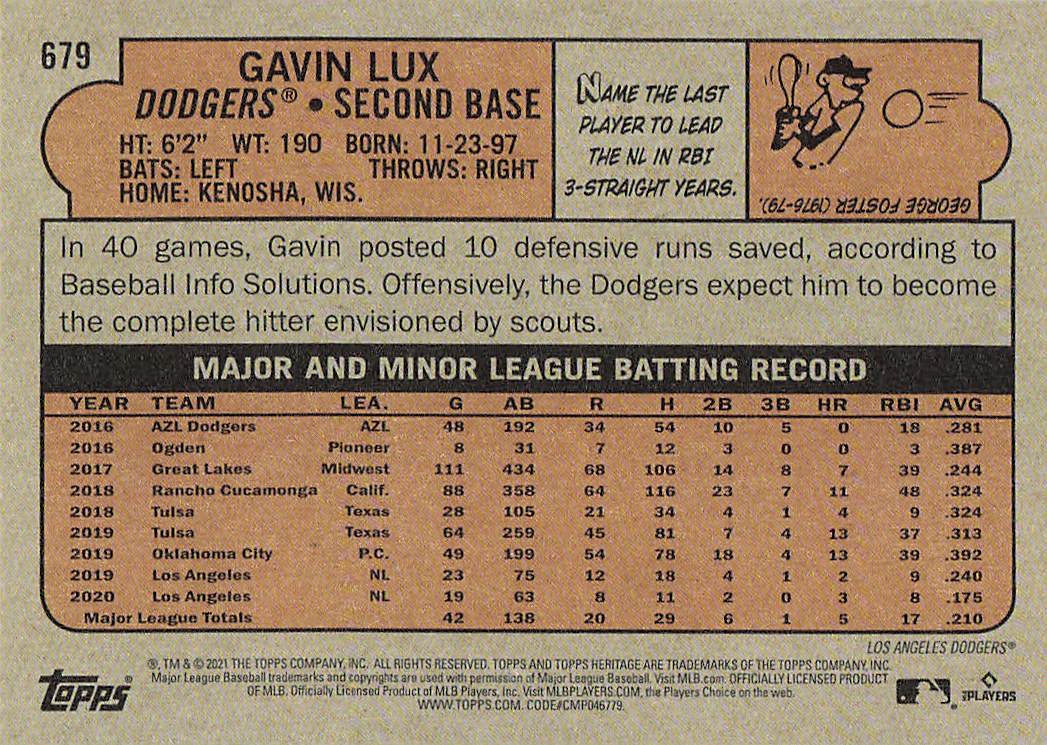 679
GAVIN LUX
DODGERS® • SECOND BASE
HT: 6'2" WT: 190 BORN: 11-23-97
BATS: LEFT THROWS: RIGHT
HOME: KENOSHA, WIS.
NAME THE LAST
PLAYER TO LEAD
THE NL IN RBI
3-STRAIGHT YEARS.
GEORGE FOSTER (1976-79).
In 40 games, Gavin posted 10 defensive runs saved, according to
Baseball Info Solutions. Offensively, the Dodgers expect him to become
the complete hitter envisioned by scouts.
MAJOR AND MINOR LEAGUE BATTING RECORD
YEAR TEAM LEA. G AB R H 2B 3B HR RBI AVG
2016 AZL Dodgers AZL 48 192 34 54 10 5 0 18 .281
2016 Ogden Pioneer 8 31 7 12 3 0 0 3 .387
2017 Great Lakes Midwest 111 434 68 106 14 8 7 39 .244
2018 Rancho Cucamonga Calif. 88 358 64 116 23 7 11 48 .324
2018 Tulsa Texas 28 105 21 34 4 1 4 9 .324
2019 Tulsa Texas 64 259 45 81 7 4 13 37 .313
2019 Oklahoma City P.C. 49 199 54 78 18 4 13 39 .392
2019 Los Angeles NL 23 75 12 18 4 1 2 9 .240
2020 Los Angeles NL 19 63 8 11 2 0 3 8 .175
Major League Totals 42 138 20 29 6 1 5 17 .210
LOS ANGELES DODGERS®
®, TM & © 2021 THE TOPPS COMPANY, INC. ALL RIGHTS RESERVED. TOPPS AND TOPPS HERITAGE ARE TRADEMARKS OF THE TOPPS COMPANY, INC.
Major League Baseball trademarks and copyrights are used with permission of Major League Baseball. Visit MLB.com. OFFICIALLY LICENSED PRODUCT
OF MLB. Officially Licensed Product of MLB Players, Inc. Visit MLBPLAYERS.COM, the Players Choice on the web.
WWW.TOPPS.COM. CODE#CMP046779.
Topps®
MLB PLAYERS